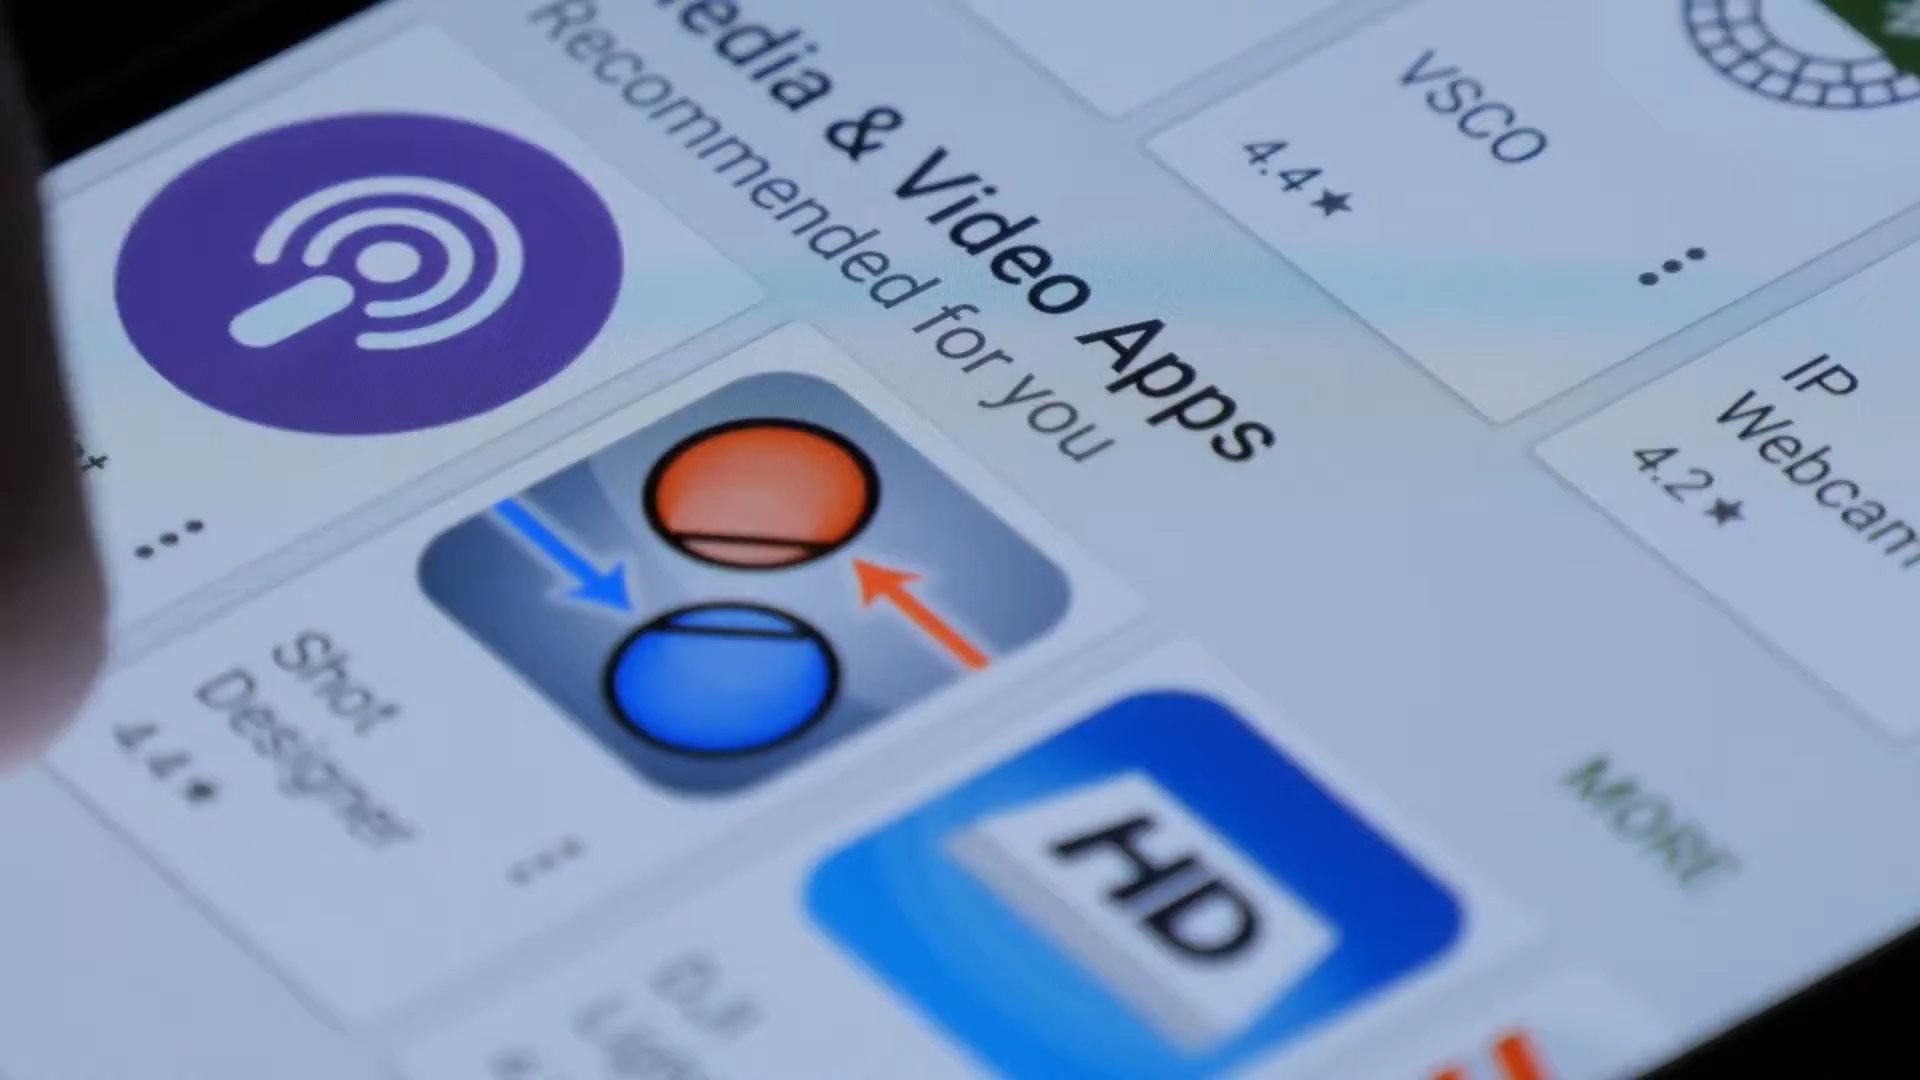 VSCO
4.4★
IP
Webcam
4.2★
Media & Video Apps
Recommended for you
MORE
Shot
Designer
4.4★
HD
DJI